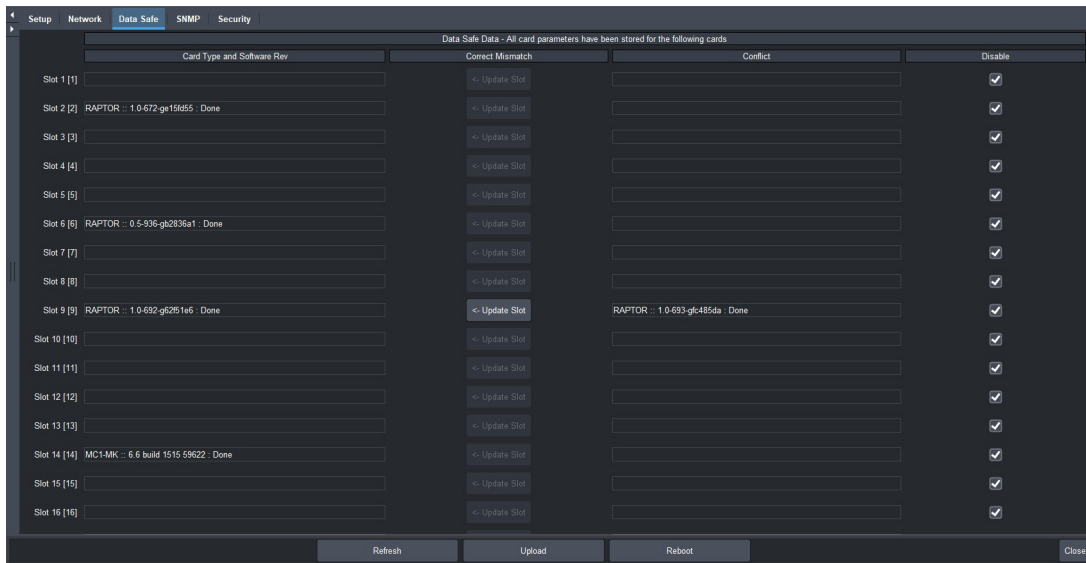 Setup Network Data Safe SNMP Security
Data Safe Data - All card parameters have been stored for the following cards
Card Type and Software Rev Correct Mismatch Conflict Disable
Slot 1 [1] <- Update Slot
Slot 2 [2] RAPTOR :: 1.0-672-ge15fd55 : Done <- Update Slot
Slot 3 [3] <- Update Slot
Slot 4 [4] <- Update Slot
Slot 5 [5] <- Update Slot
Slot 6 [6] RAPTOR :: 0.5-936-gb2836a1 : Done <- Update Slot
Slot 7 [7] <- Update Slot
Slot 8 [8] <- Update Slot
Slot 9 [9] RAPTOR :: 1.0-692-g62f51e6 : Done <- Update Slot RAPTOR :: 1.0-693-gfc485da : Done
Slot 10 [10] <- Update Slot
Slot 11 [11] <- Update Slot
Slot 12 [12] <- Update Slot
Slot 13 [13] <- Update Slot
Slot 14 [14] MC1-MK :: 6.6 build 1515 59622 : Done <- Update Slot
Slot 15 [15] <- Update Slot
Slot 16 [16] <- Update Slot
Refresh Upload Reboot Close